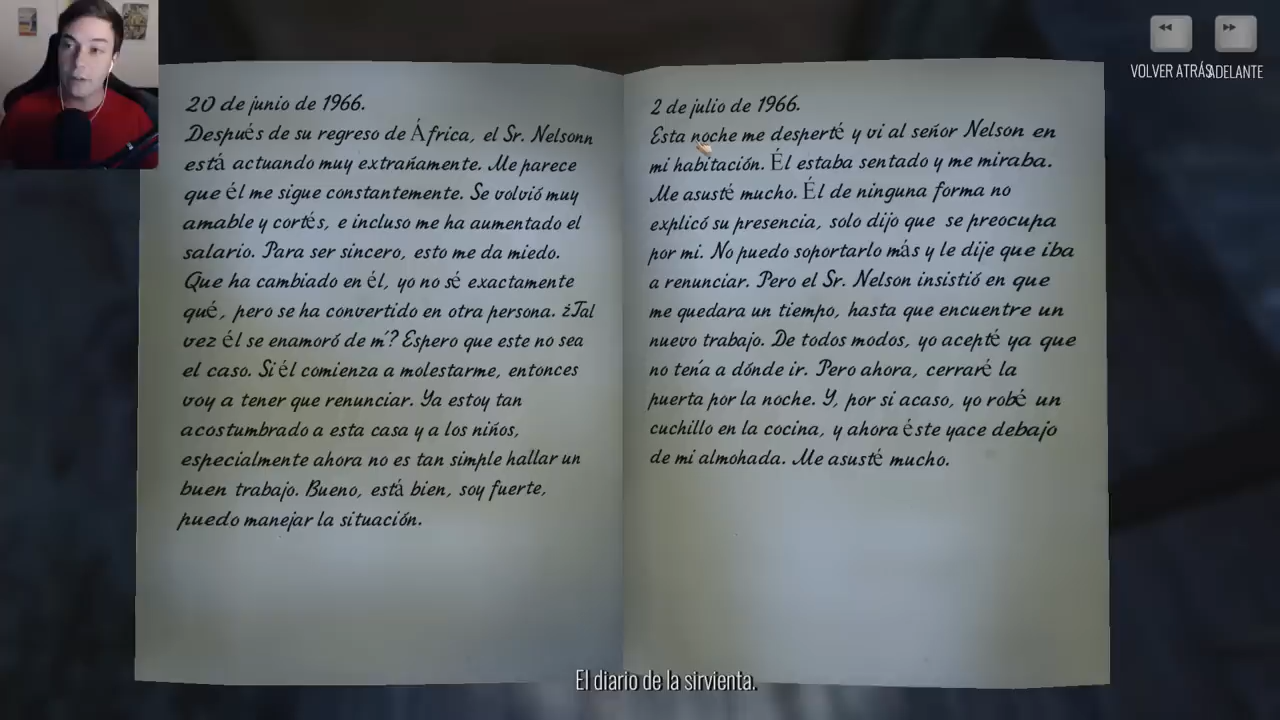 VOLVER ATRÁS
ADELANTE
20 de junio de 1966.
Después de su regreso de África, el Sr. Nelsonn
está actuando muy extrañamente. Me parece
que él me sigue constantemente. Se volvió muy
amable y cortés, e incluso me ha aumentado el
salario. Para ser sincero, esto me da miedo.
Que ha cambiado en él, yo no sé exactamente
qué, pero se ha convertido en otra persona. żTal
vez él se enamoró de m´? Espero que este no sea
el caso. Si él comienza a molestarme, entonces
voy a tener que renunciar. Ya estoy tan
acostumbrado a esta casa y a los niños,
especialmente ahora no es tan simple hallar un
buen trabajo. Bueno, está bien, soy fuerte,
puedo manejar la situación.
2 de julio de 1966.
Esta noche me desperté y vi al señor Nelson en
mi habitación. Él estaba sentado y me miraba.
Me asusté mucho. Él de ninguna forma no
explicó su presencia, solo dijo que se preocupa
por mi. No puedo soportarlo más y le dije que iba
a renunciar. Pero el Sr. Nelson insistió en que
me quedara un tiempo, hasta que encuentre un
nuevo trabajo. De todos modos, yo acepté ya que
no tenía a dónde ir. Pero ahora, cerraré la
puerta por la noche. Y, por si acaso, yo robé un
cuchillo en la cocina, y ahora éste yace debajo
de mi almohada. Me asusté mucho.
El diario de la sirvienta.